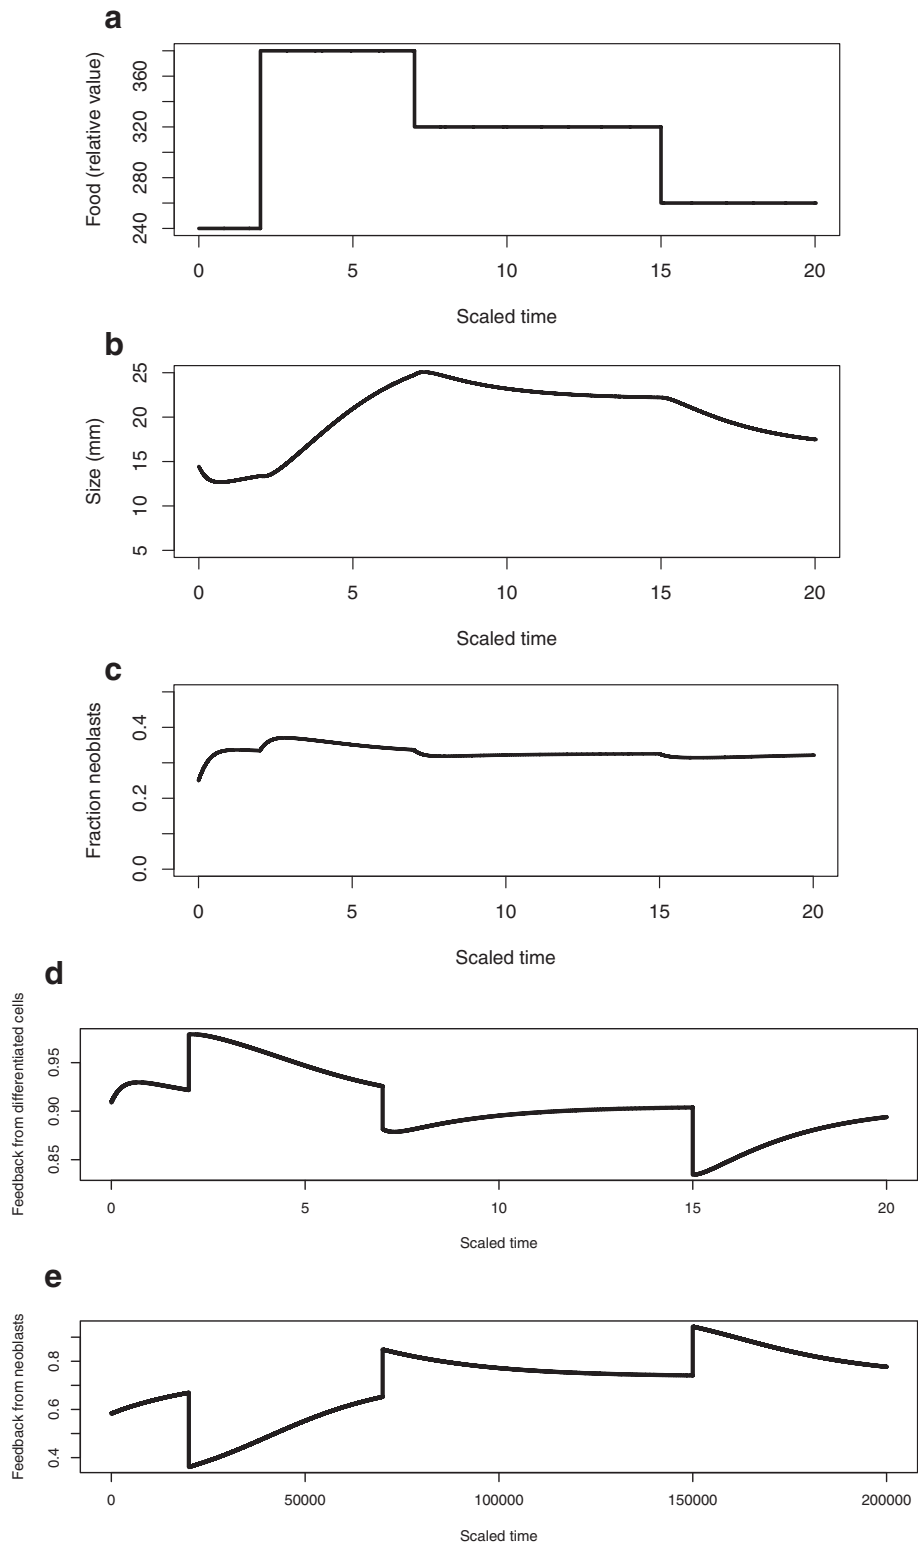 a
Food (relative value)
360
320
280
240
0 5 10 15 20
Scaled time
b
Size (mm)
25
20
15
10
5
0 5 10 15 20
Scaled time
c
Fraction neoblasts
0.4
0.2
0.0
0 5 10 15 20
Scaled time
d
Feedback from differentiated cells
0.95
0.90
0.85
0 5 10 15 20
Scaled time
e
Feedback from neoblasts
0.8
0.6
0.4
0 50000 100000 150000 200000
Scaled time